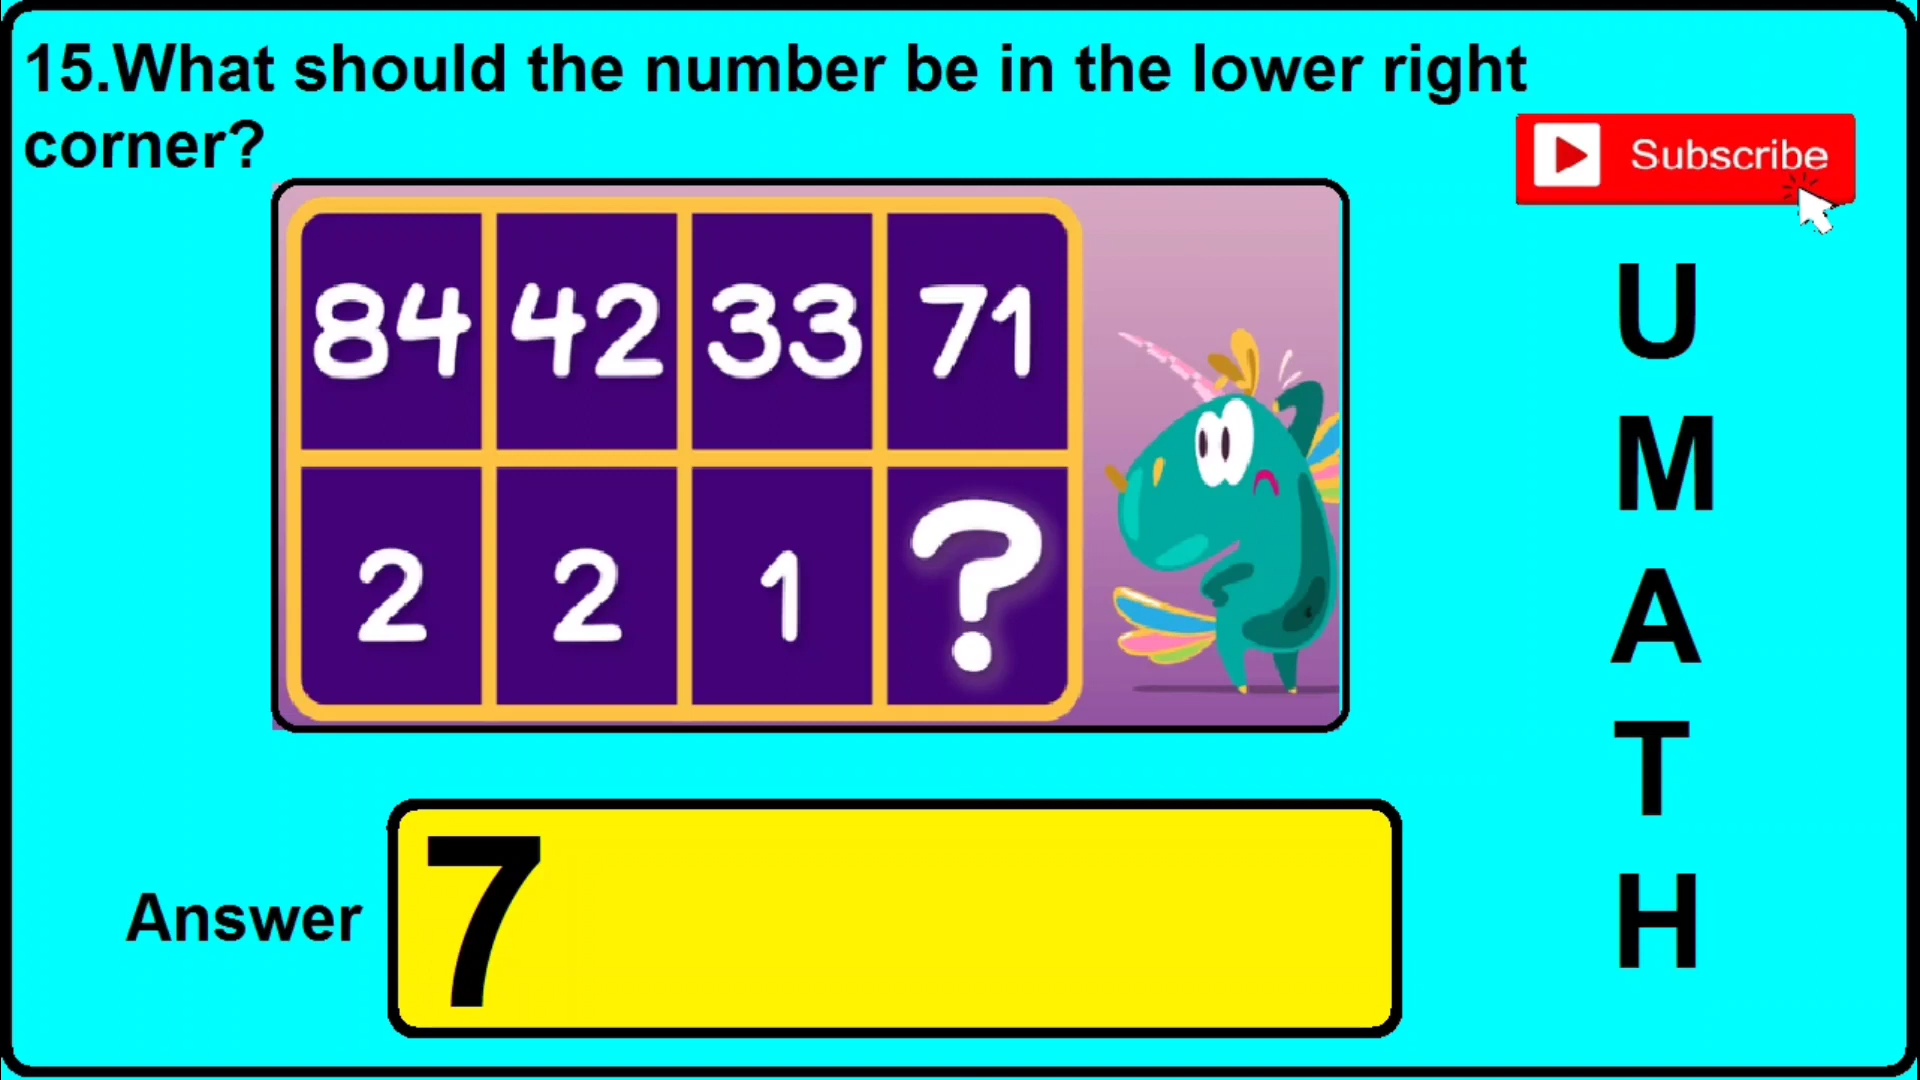 15.What should the number be in the lower right
corner?
Subscribe
84 42 33 71
2 2 1 ?
Answer 7
U
M
A
T
H